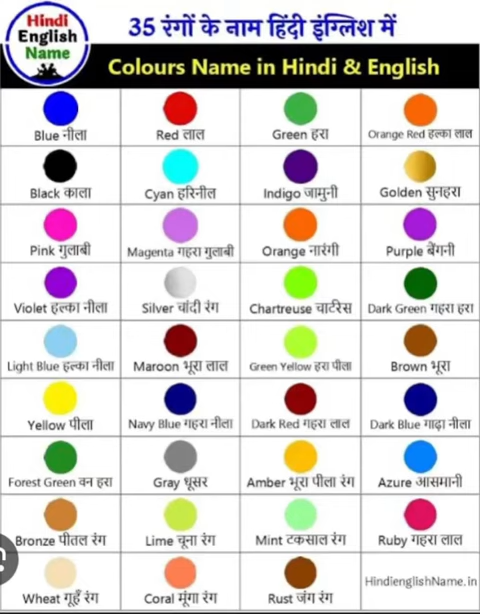 Hindi
English
Name
35 रंगों के नाम हिंदी इंग्लिश में
Colours Name in Hindi & English
Blue नीला
Red लाल
Green हरा
Orange Red हल्का लाल
Black काला
Cyan हरिनील
Indigo जामुनी
Golden सुनहरा
Pink गुलाबी
Magenta गहरा गुलाबी
Orange नारंगी
Purple बेंगनी
Violet हल्का नीला
Silver चांदी रंग
Chartreuse चार्टरेस
Dark Green गहरा हरा
Light Blue हल्का नीला
Maroon भूरा लाल
Green Yellow हरा पीला
Brown भूरा
Yellow पीला
Navy Blue गहरा नीला
Dark Red गहरा लाल
Dark Blue गाढ़ा नीला
Forest Green वन हरा
Gray धूसर
Amber भूरा पीला रंग
Azure आसमानी
Bronze पीतल रंग
Lime चूना रंग
Mint टकसाल रंग
Ruby गहरा लाल
Wheat गूहूँ रंग
Coral मूंगा रंग
Rust जंग रंग
HindienglishName.in